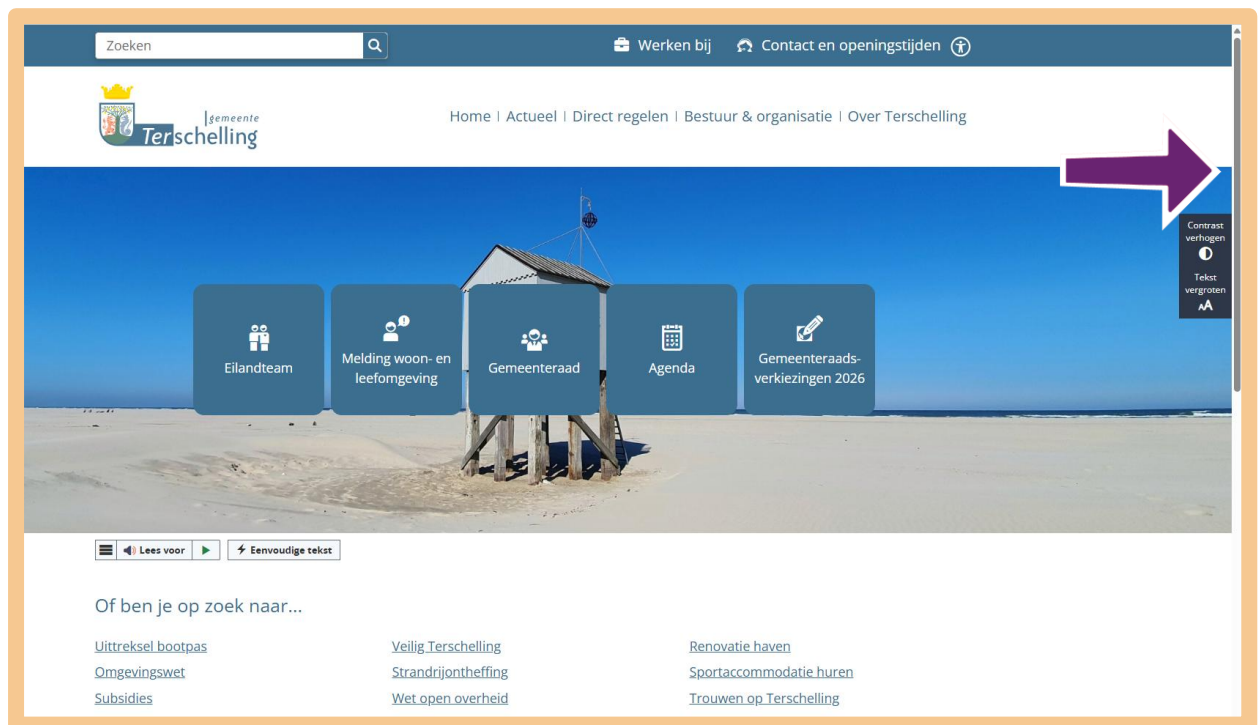 Zoeken
Werken bij
Contact en openingstijden
gemeente
Terschelling
Home | Actueel | Direct regelen | Bestuur & organisatie | Over Terschelling
Contrast
verhogen
Tekst
vergroten
AA
Eilandteam
Melding woon- en
leefomgeving
Gemeenteraad
Agenda
Gemeenteraads-
verkiezingen 2026
Lees voor
Eenvoudige tekst
Of ben je op zoek naar...
Uittreksel bootpas
Veilig Terschelling
Renovatie haven
Omgevingswet
Strandrijontheffing
Sportaccommodatie huren
Subsidies
Wet open overheid
Trouwen op Terschelling